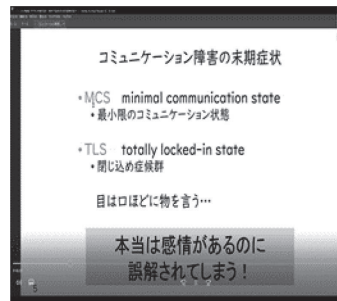 コミュニケーション障害の末期症状
・MCS minimal communication state
・最小限のコミュニケーション状態
・TLS totally locked-in state
・閉じ込め症候群
目は口ほどに物を言う…
本当は感情があるのに
誤解されてしまう！
5